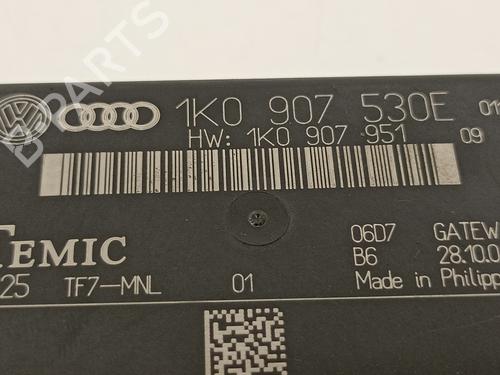 1K0 907 530E 01
HW: 1K0 907 951 09
TEMIC
06D7 GATEW
B6 28.10.0
25 TF7-MNL 01 Made in Philipp
B PARTS